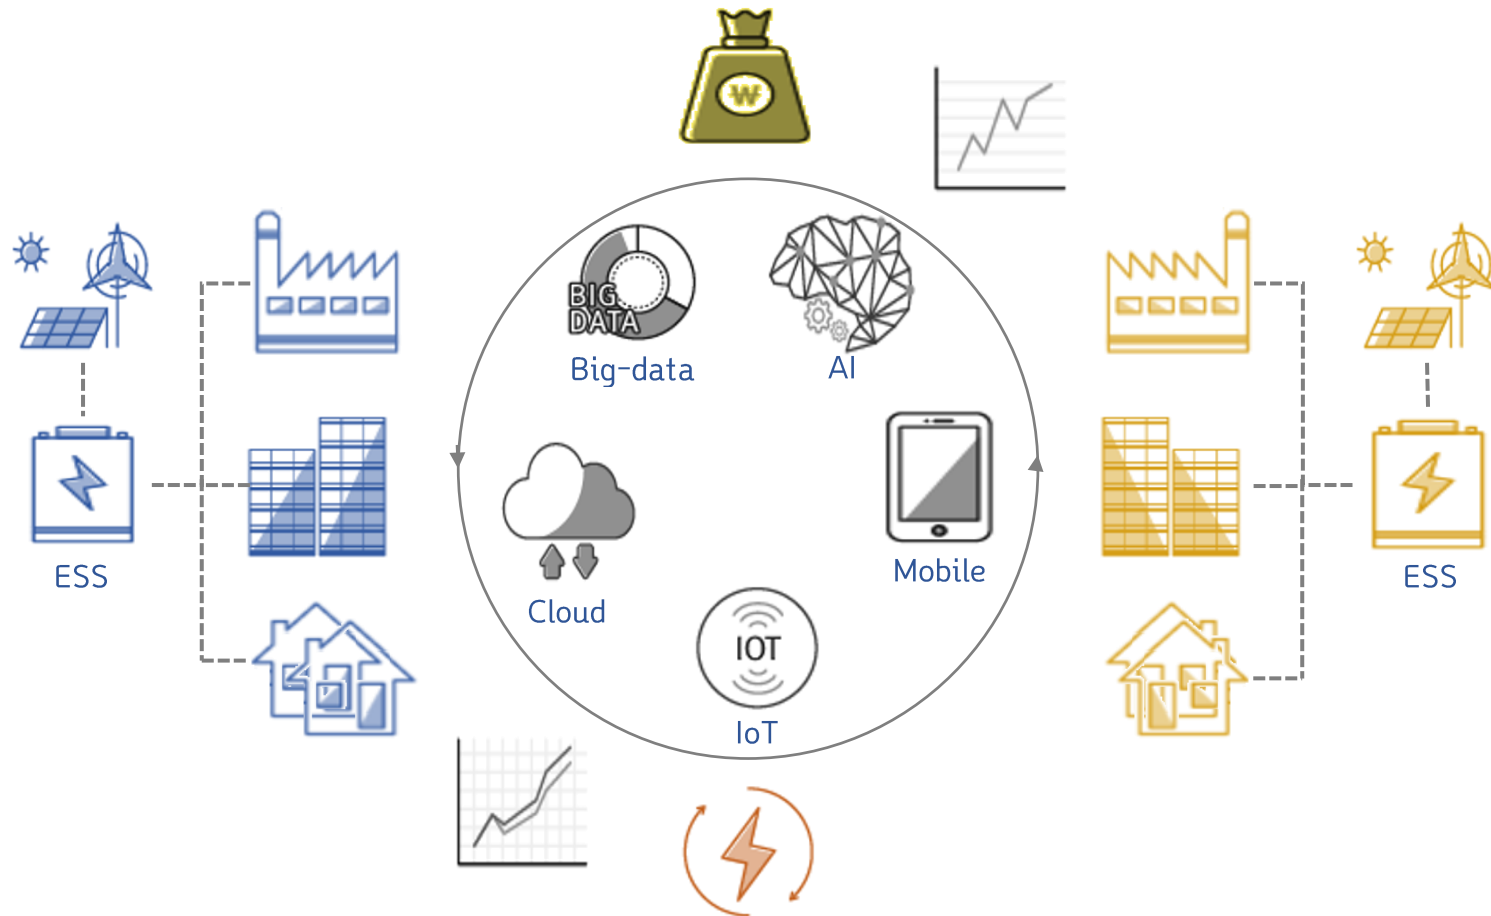 ₩
BIG
DATA
Big-data
AI
Mobile
Cloud
IOT
IoT
ESS
ESS